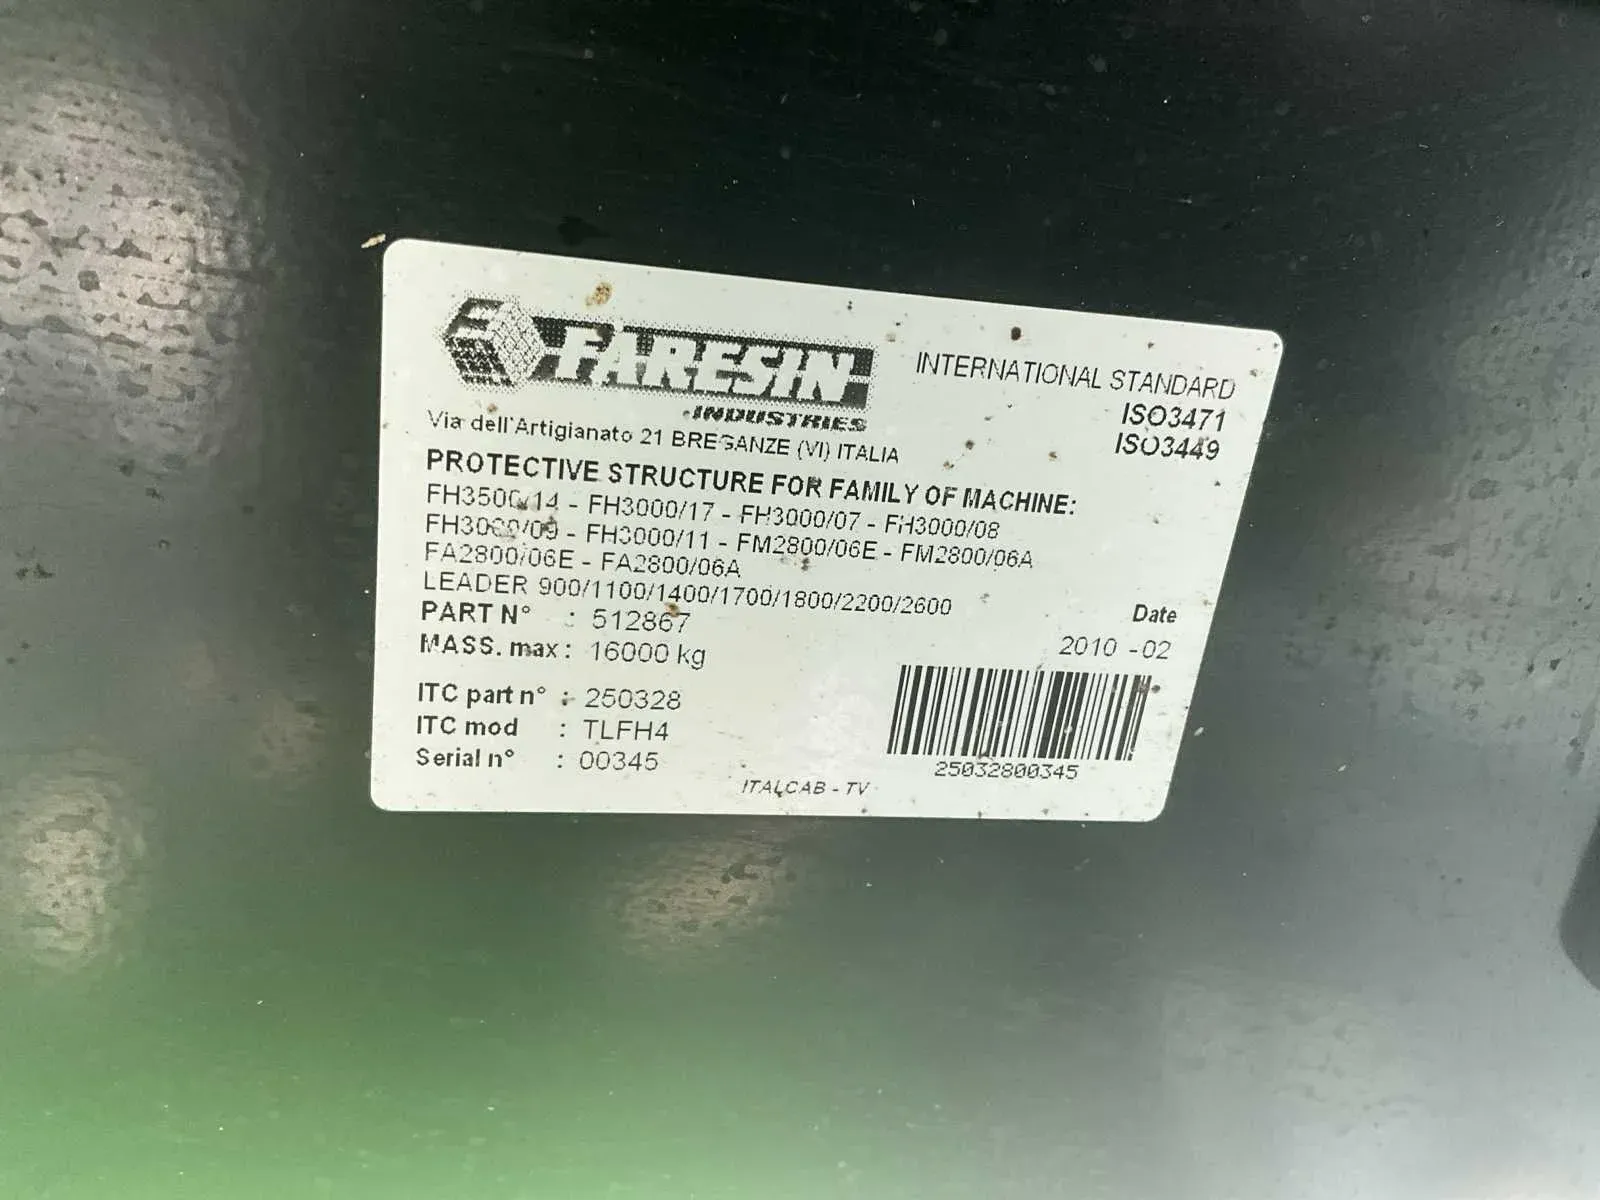 FARESIN
INDUSTRIES
Via dell'Artigianato 21 BREGANZE (VI) ITALIA
INTERNATIONAL STANDARD
ISO3471
ISO3449
PROTECTIVE STRUCTURE FOR FAMILY OF MACHINE:
FH3500/14 - FH3000/17 - FH3000/07 - FH3000/08
FH3000/09 - FH3000/11 - FM2800/06E - FM2800/06A
FA2800/06E - FA2800/06A
LEADER 900/1100/1400/1700/1800/2200/2600
PART N° : 512867
MASS. max : 16000 kg
Date
2010 -02
ITC part n° : 250328
ITC mod : TLFH4
Serial n° : 00345
25032800345
ITALCAB - TV